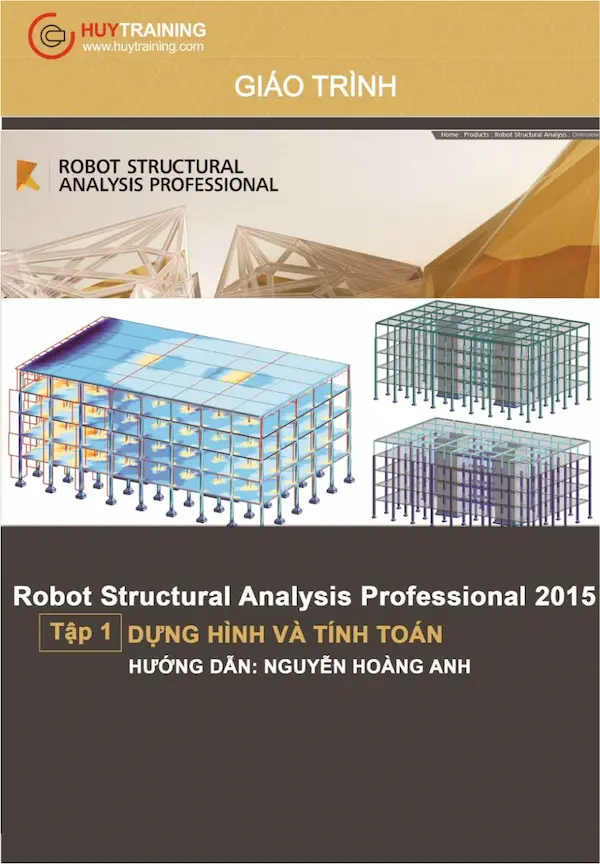 HUYTRAINING
www.huytraining.com
GIÁO TRÌNH
Home : Products : Robot Structural Analysis : Overview
ROBOT STRUCTURAL
ANALYSIS PROFESSIONAL
Robot Structural Analysis Professional 2015
Tập 1 DỰNG HÌNH VÀ TÍNH TOÁN
HƯỚNG DẪN: NGUYỄN HOÀNG ANH